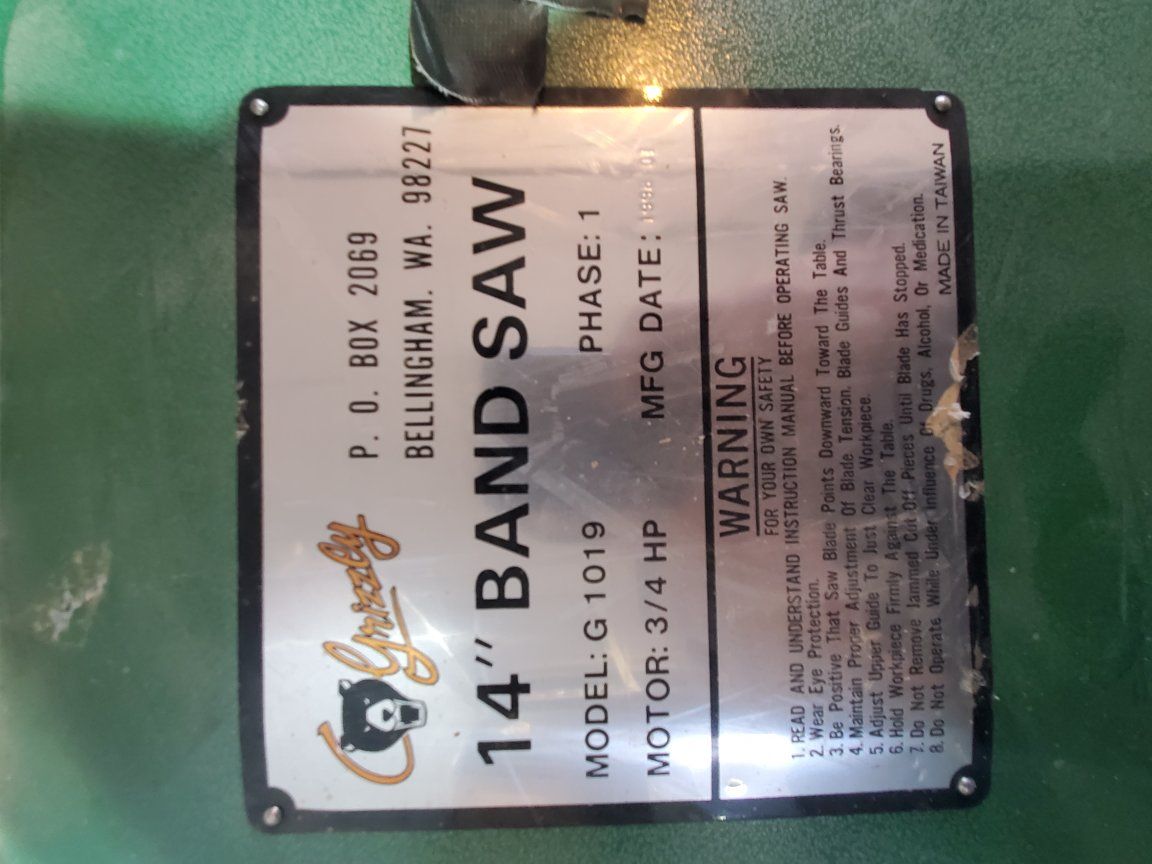 Grizzly
P. O. BOX 2069
BELLINGHAM. WA. 98227
14" BAND SAW
MODEL: G 1019 PHASE: 1
MOTOR: 3/4 HP MFG DATE:
WARNING
FOR YOUR OWN SAFETY
1. READ AND UNDERSTAND INSTRUCTION MANUAL BEFORE OPERATING SAW.
2. Wear Eye Protection.
3. Be Positive That Saw Blade Points Downward Toward The Table.
4. Maintain Proper Adjustment Of Blade Tension. Blade Guides And Thrust Bearings.
5. Adjust Upper Guide To Just Clear Workpiece.
6. Hold Workpiece Firmly Against The Table.
7. Do Not Remove Jammed Cut Off Pieces Until Blade Has Stopped.
8. Do Not Operate While Under Influence Of Drugs, Alcohol, Or Medication.
MADE IN TAIWAN